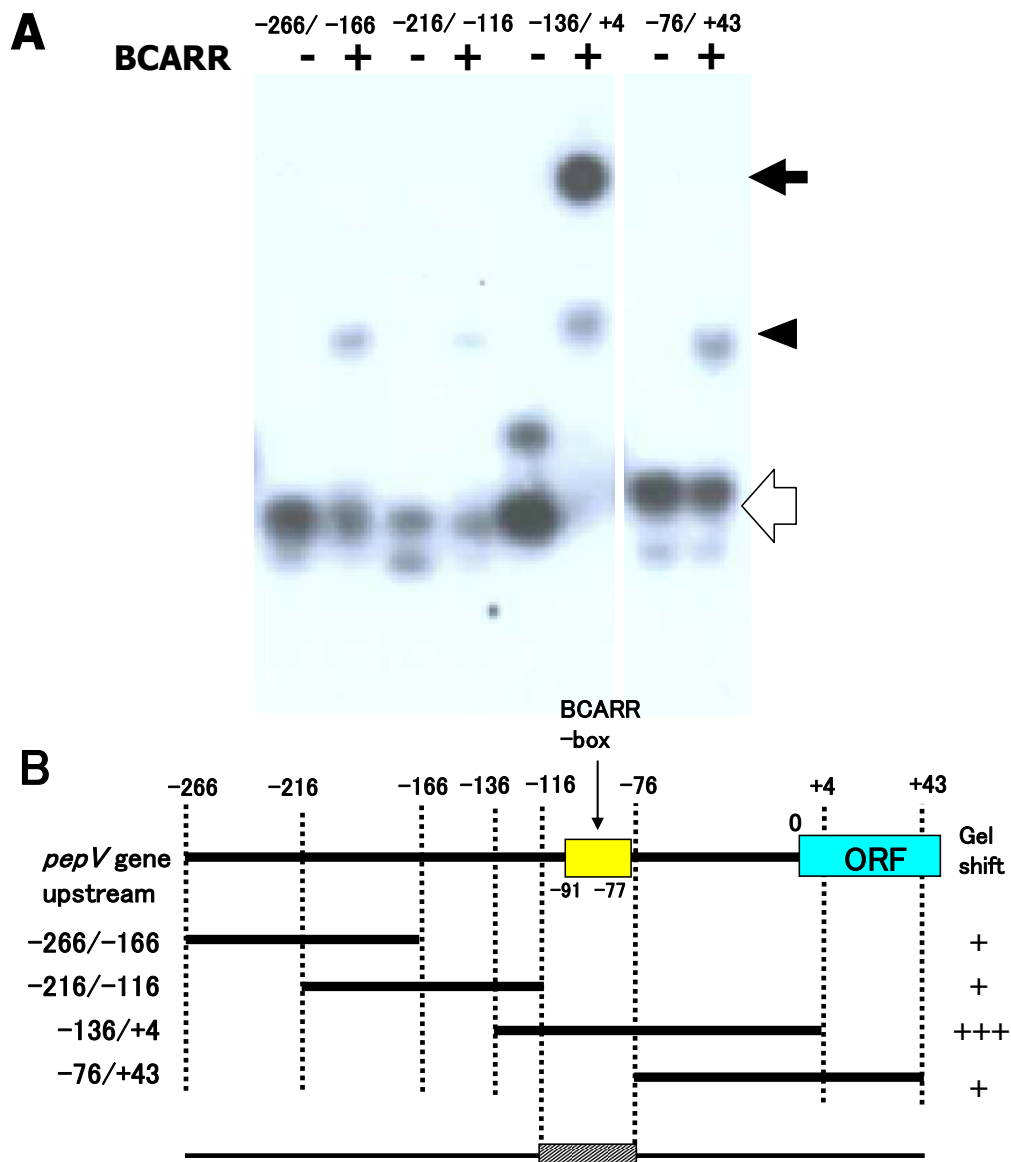 A
−266/ −166 −216/ −116 −136/ +4 −76/ +43
BCARR - + - + - + - +
B
BCARR
−box
−266 −216 −166 −136 −116 −76 +4 +43
0
pepV gene
upstream
ORF
Gel
shift
−91 −77
−266/−166 +
−216/−116 +
−136/+4 +++
−76/+43 +